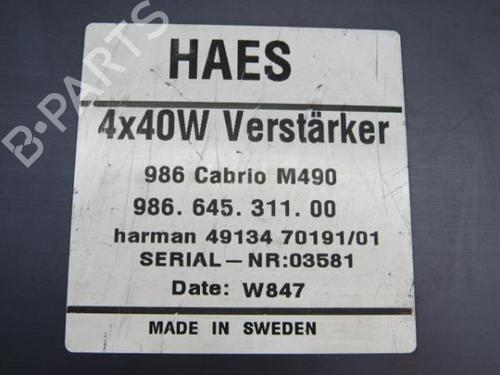 HAES
4x40W Verstärker
986 Cabrio M490
986. 645. 311. 00
harman 49134 70191/01
SERIAL-NR:03581
Date: W847
MADE IN SWEDEN
B-PARTS